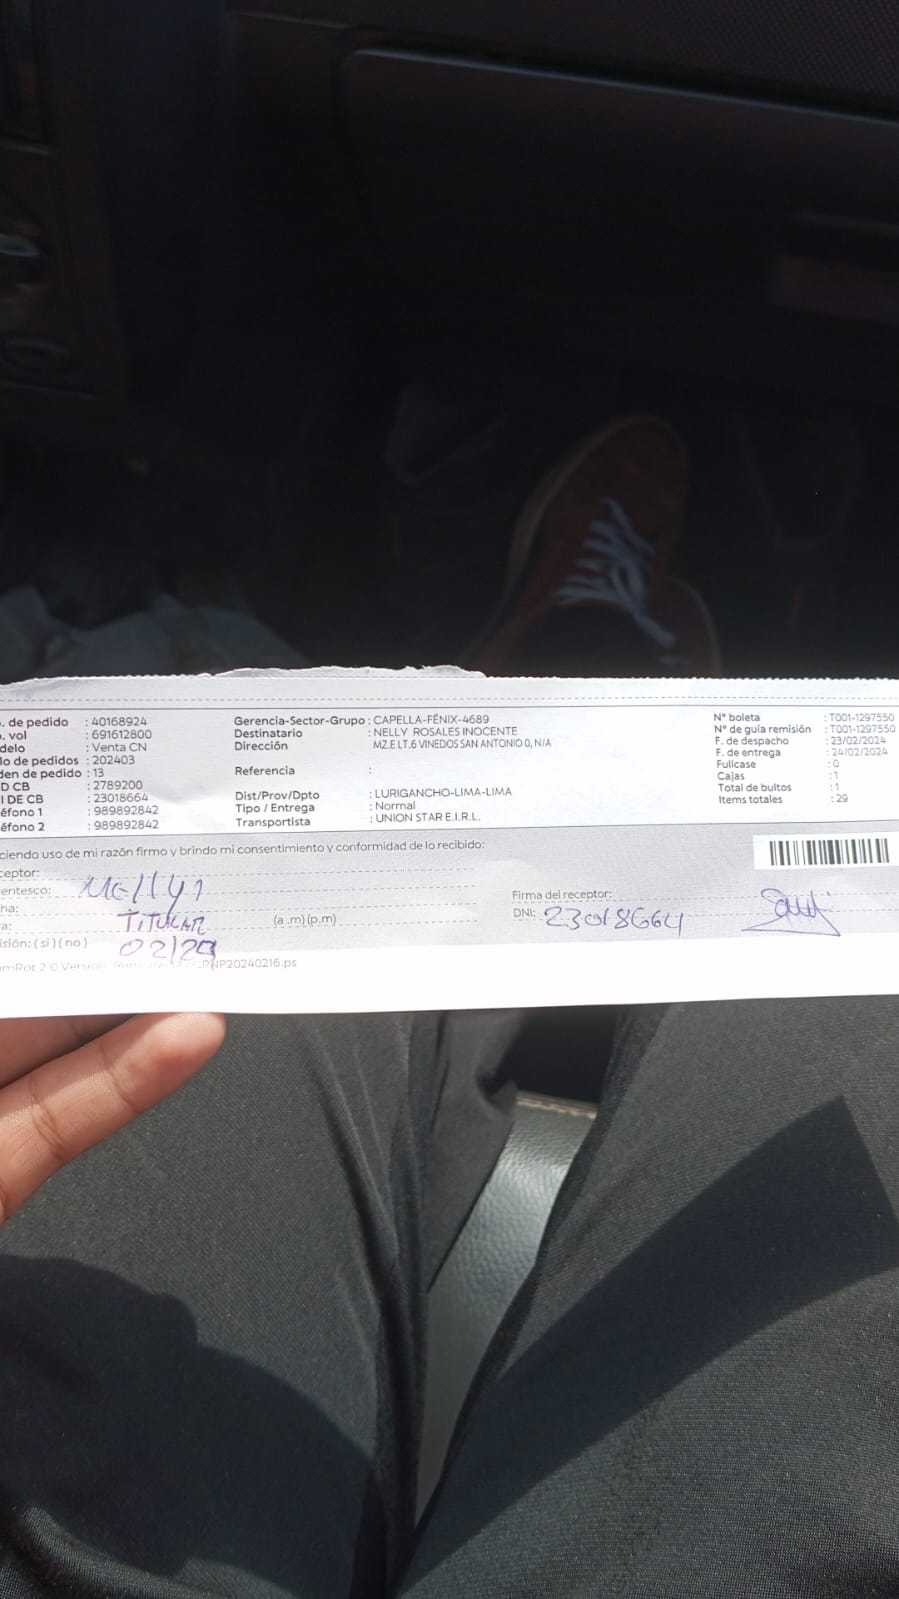 . de pedido : 40168924
. vol : 691612800
delo : Venta CN
lo de pedidos : 202403
den de pedido : 13
D CB : 2789200
I DE CB : 23018664
éfono 1 : 989892842
éfono 2 : 989892842
Gerencia-Sector-Grupo : CAPELLA-FÉNIX-4689
Destinatario : NELLY ROSALES INOCENTE
Dirección MZ.E LT.6 VINEDOS SAN ANTONIO 0, N/A
Referencia :
Dist/Prov/Dpto : LURIGANCHO-LIMA-LIMA
Tipo / Entrega : Normal
Transportista : UNION STAR E.I.R.L.
N° boleta : T001-1297550
N° de guía remisión : T001-1297550
F. de despacho : 23/02/2024
F. de entrega : 24/02/2024
Fullcase : 0
Cajas : 1
Total de bultos : 1
Items totales : 29
ciendo uso de mi razón firmo y brindo mi consentimiento y conformidad de lo recibido:
ceptor:
entesco:
ha: TITULAR
a: (a .m) (p.m)
isión: ( si ) ( no )
Firma del receptor:
DNI: 23018664
PNP20240216.ps